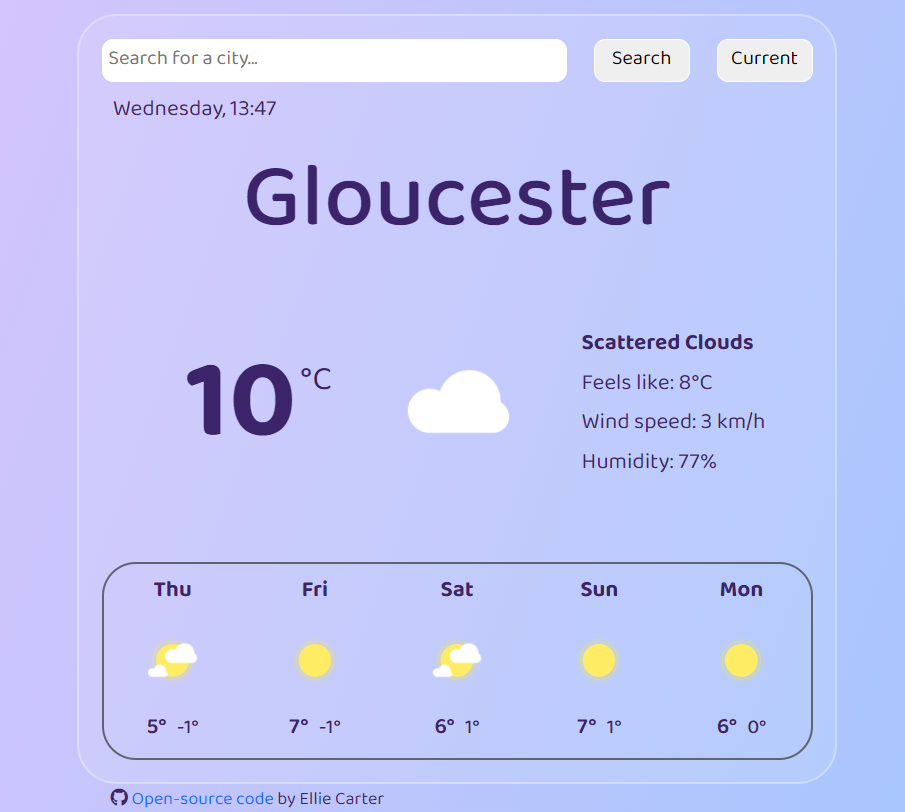 Search for a city...
Search
Current
Wednesday, 13:47
Gloucester
10 °C
Scattered Clouds
Feels like: 8°C
Wind speed: 3 km/h
Humidity: 77%
Thu Fri Sat Sun Mon
5° -1° 7° -1° 6° 1° 7° 1° 6° 0°
Open-source code by Ellie Carter